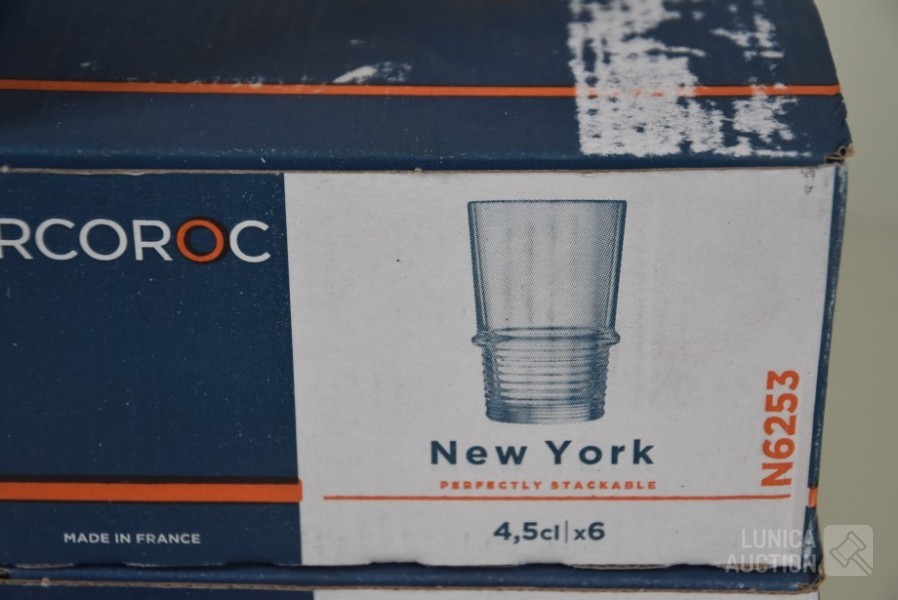 RCOROC
New York
PERFECTLY STACKABLE
4,5cl|x6
N6253
MADE IN FRANCE
LUNICA
AUCTION